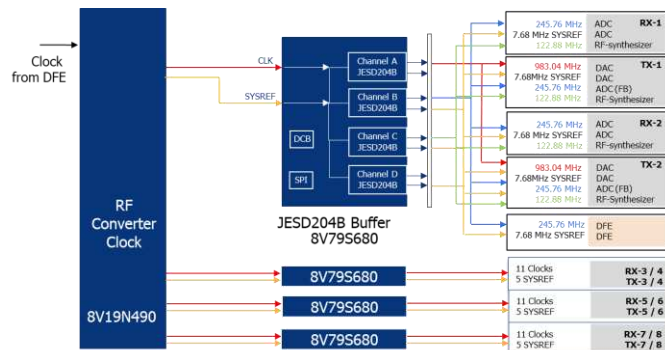 Clock
from DFE
RF
Converter
Clock
8V19N490
CLK
SYSREF
DCB
SPI
Channel A
JESD204B
Channel B
JESD204B
Channel C
JESD204B
Channel D
JESD204B
JESD204B Buffer
8V79S680
245.76 MHz ADC RX-1
7.68 MHz SYSREF ADC
122.88 MHz RF-synthesizer
983.04 MHz DAC TX-1
7.68MHz SYSREF DAC
245.76 MHz ADC(FB)
122.88 MHz RF-Synthesizer
245.76 MHz ADC RX-2
7.68 MHz SYSREF ADC
122.88 MHz RF-synthesizer
983.04 MHz DAC TX-2
7.68MHz SYSREF DAC
245.76 MHz ADC(FB)
122.88 MHz RF-Synthesizer
245.76 MHz DFE
7.68 MHz SYSREF DFE
8V79S680
11 Clocks RX-3 / 4
5 SYSREF TX-3 / 4
8V79S680
11 Clocks RX-5 / 6
5 SYSREF TX-5 / 6
8V79S680
11 Clocks RX-7 / 8
5 SYSREF TX-7 / 8